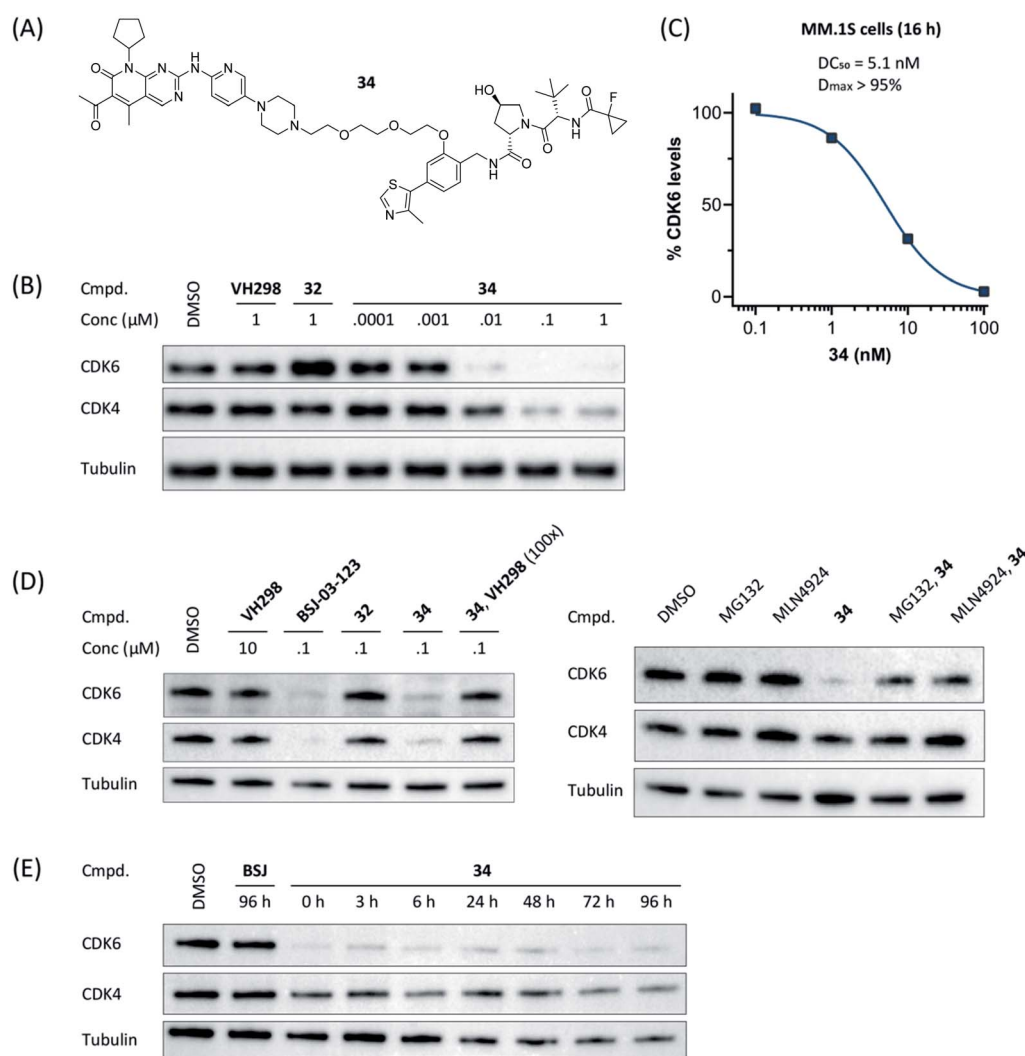 (A)
34
HO
F
O
N
N
N
NH
N
N
N
O
O
O
O
O
N
O
NH
O
N
H
O
S
N
(B)
Cmpd.
DMSO
VH298
32
34
Conc (µM)
1
1
.0001
.001
.01
.1
1
CDK6
CDK4
Tubulin
(C)
MM.1S cells (16 h)
DC₅₀ = 5.1 nM
Dmax > 95%
% CDK6 levels
100
50
0
0.1
1
10
100
34 (nM)
(D)
Cmpd.
DMSO
VH298
BSJ-03-123
32
34
34, VH298 (100x)
Conc (µM)
10
.1
.1
.1
.1
CDK6
CDK4
Tubulin
Cmpd.
DMSO
MG132
MLN4924
34
MG132, 34
MLN4924, 34
CDK6
CDK4
Tubulin
(E)
Cmpd.
DMSO
BSJ
34
96 h
0 h
3 h
6 h
24 h
48 h
72 h
96 h
CDK6
CDK4
Tubulin